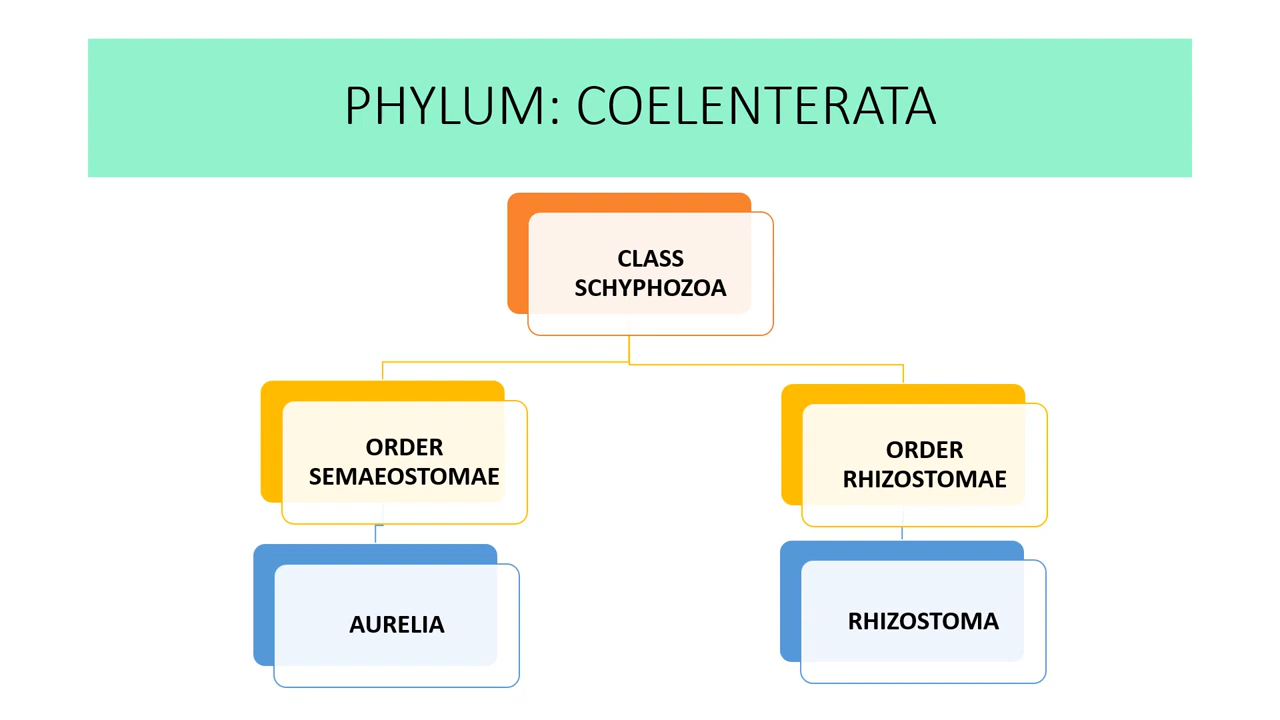 PHYLUM: COELENTERATA
CLASS
SCHYPHOZOA
ORDER
SEMAEOSTOMAE
ORDER
RHIZOSTOMAE
AURELIA
RHIZOSTOMA